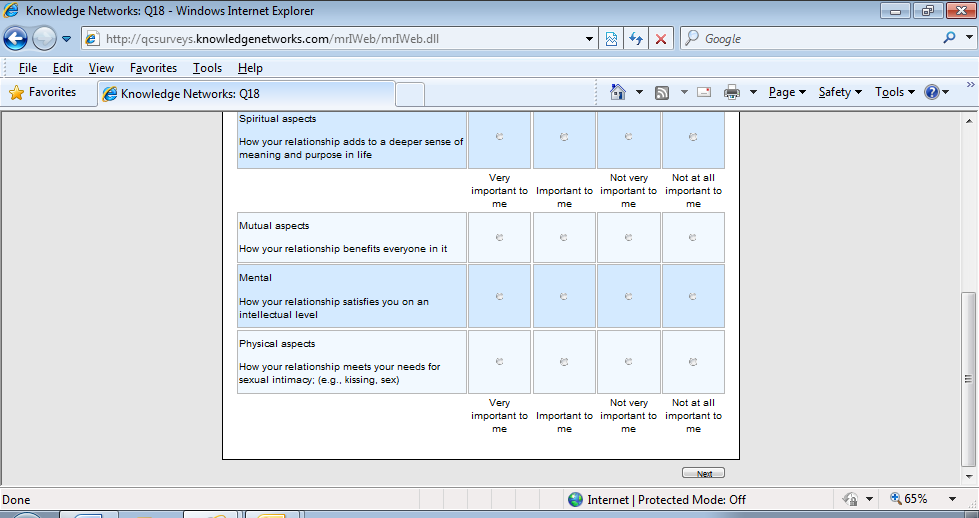 Knowledge Networks: Q18 - Windows Internet Explorer
http://qcsurveys.knowledgenetworks.com/mrIWeb/mrIWeb.dll
Google
File Edit View Favorites Tools Help
Favorites
Knowledge Networks: Q18
Page Safety Tools
Spiritual aspects
How your relationship adds to a deeper sense of
meaning and purpose in life
Very
important to
me
Important to
me
Not very
important to
me
Not at all
important to
me
Mutual aspects
How your relationship benefits everyone in it
Mental
How your relationship satisfies you on an
intellectual level
Physical aspects
How your relationship meets your needs for
sexual intimacy; (e.g., kissing, sex)
Very
important to
me
Important to
me
Not very
important to
me
Not at all
important to
me
Next
Done
Internet | Protected Mode: Off
65%